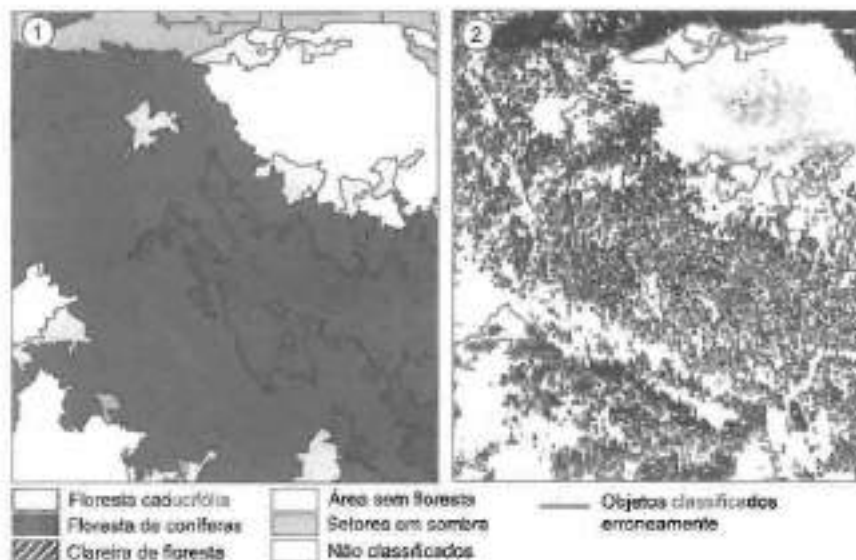 1
2
Floresta caducifólia
Floresta de coníferas
Clareira de floresta
Área sem floresta
Setores em sombra
Não classificados
Objetos classificados
erroneamente